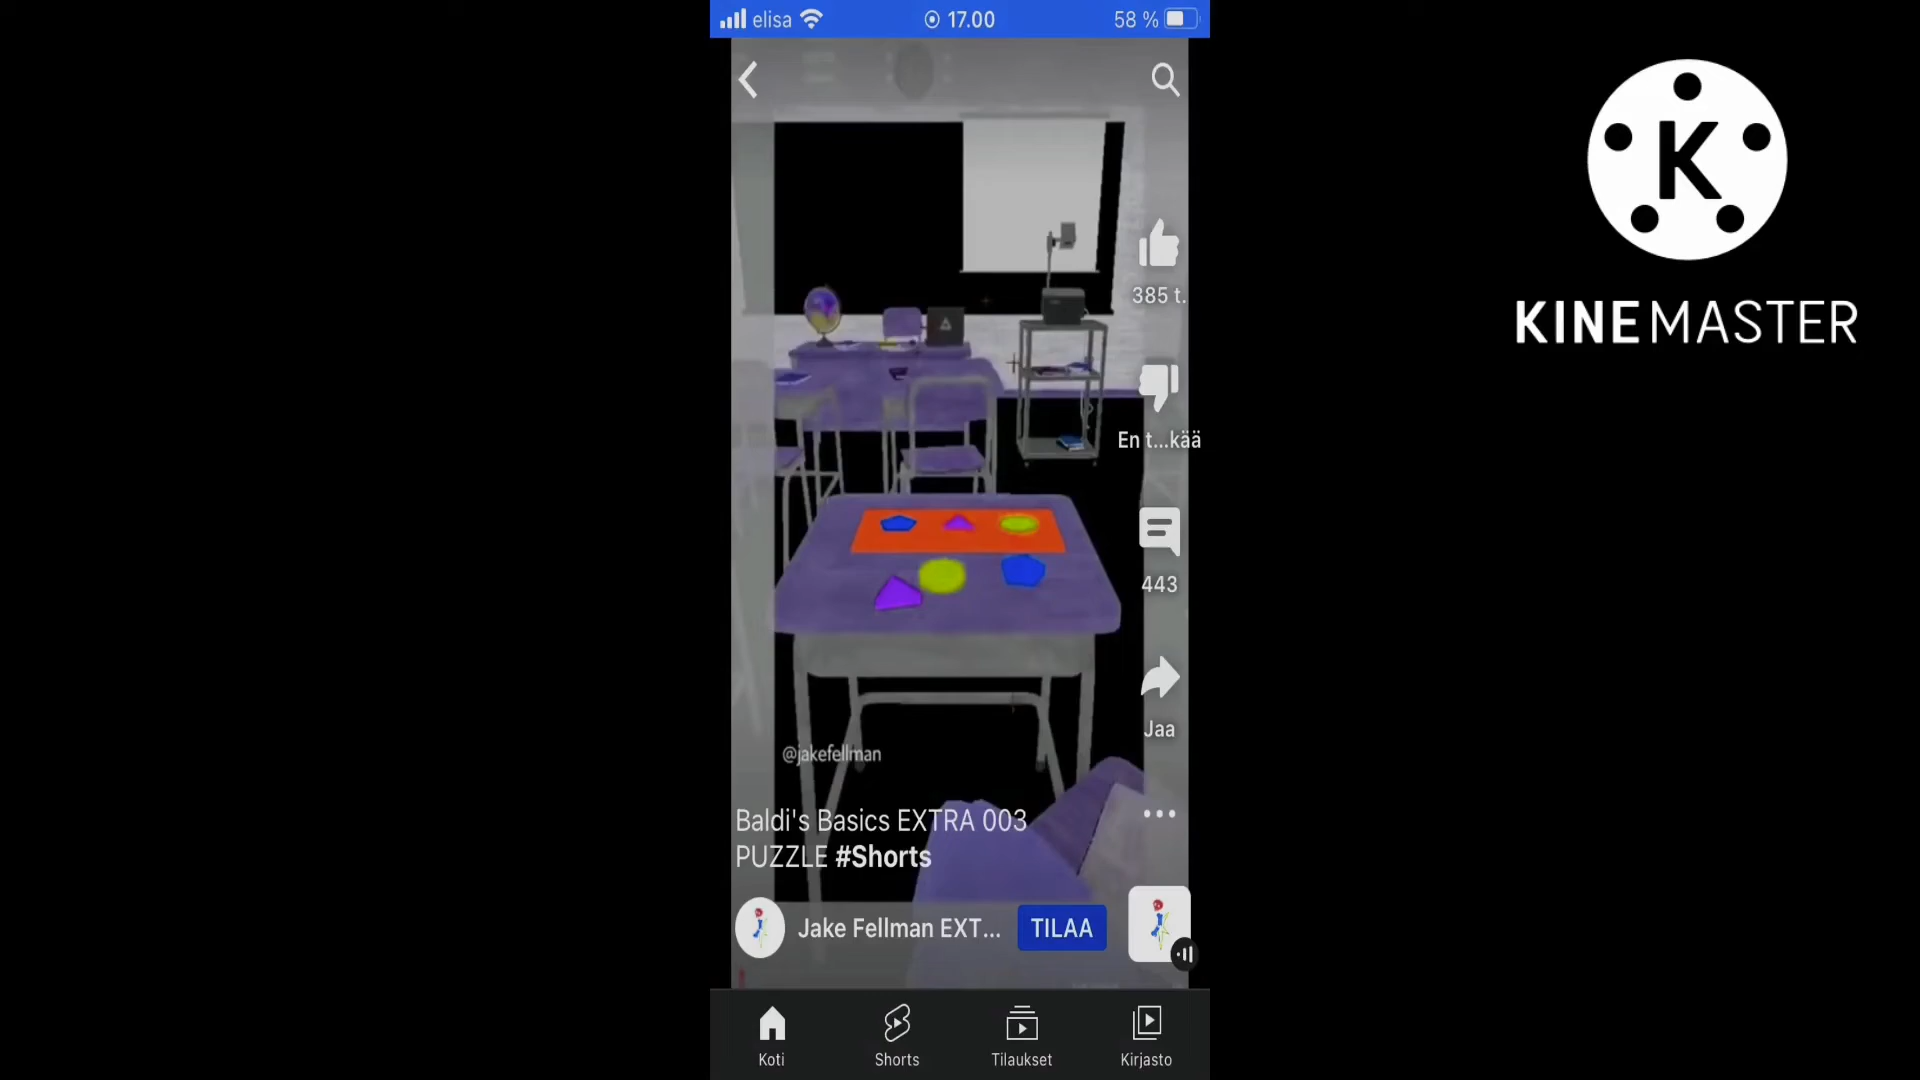 elisa
17.00
58 %
385 t.
En t...kää
443
Jaa
@jakefellman
Baldi's Basics EXTRA 003
PUZZLE #Shorts
Jake Fellman EXT...
TILAA
Koti
Shorts
Tilaukset
Kirjasto
K
KINEMASTER